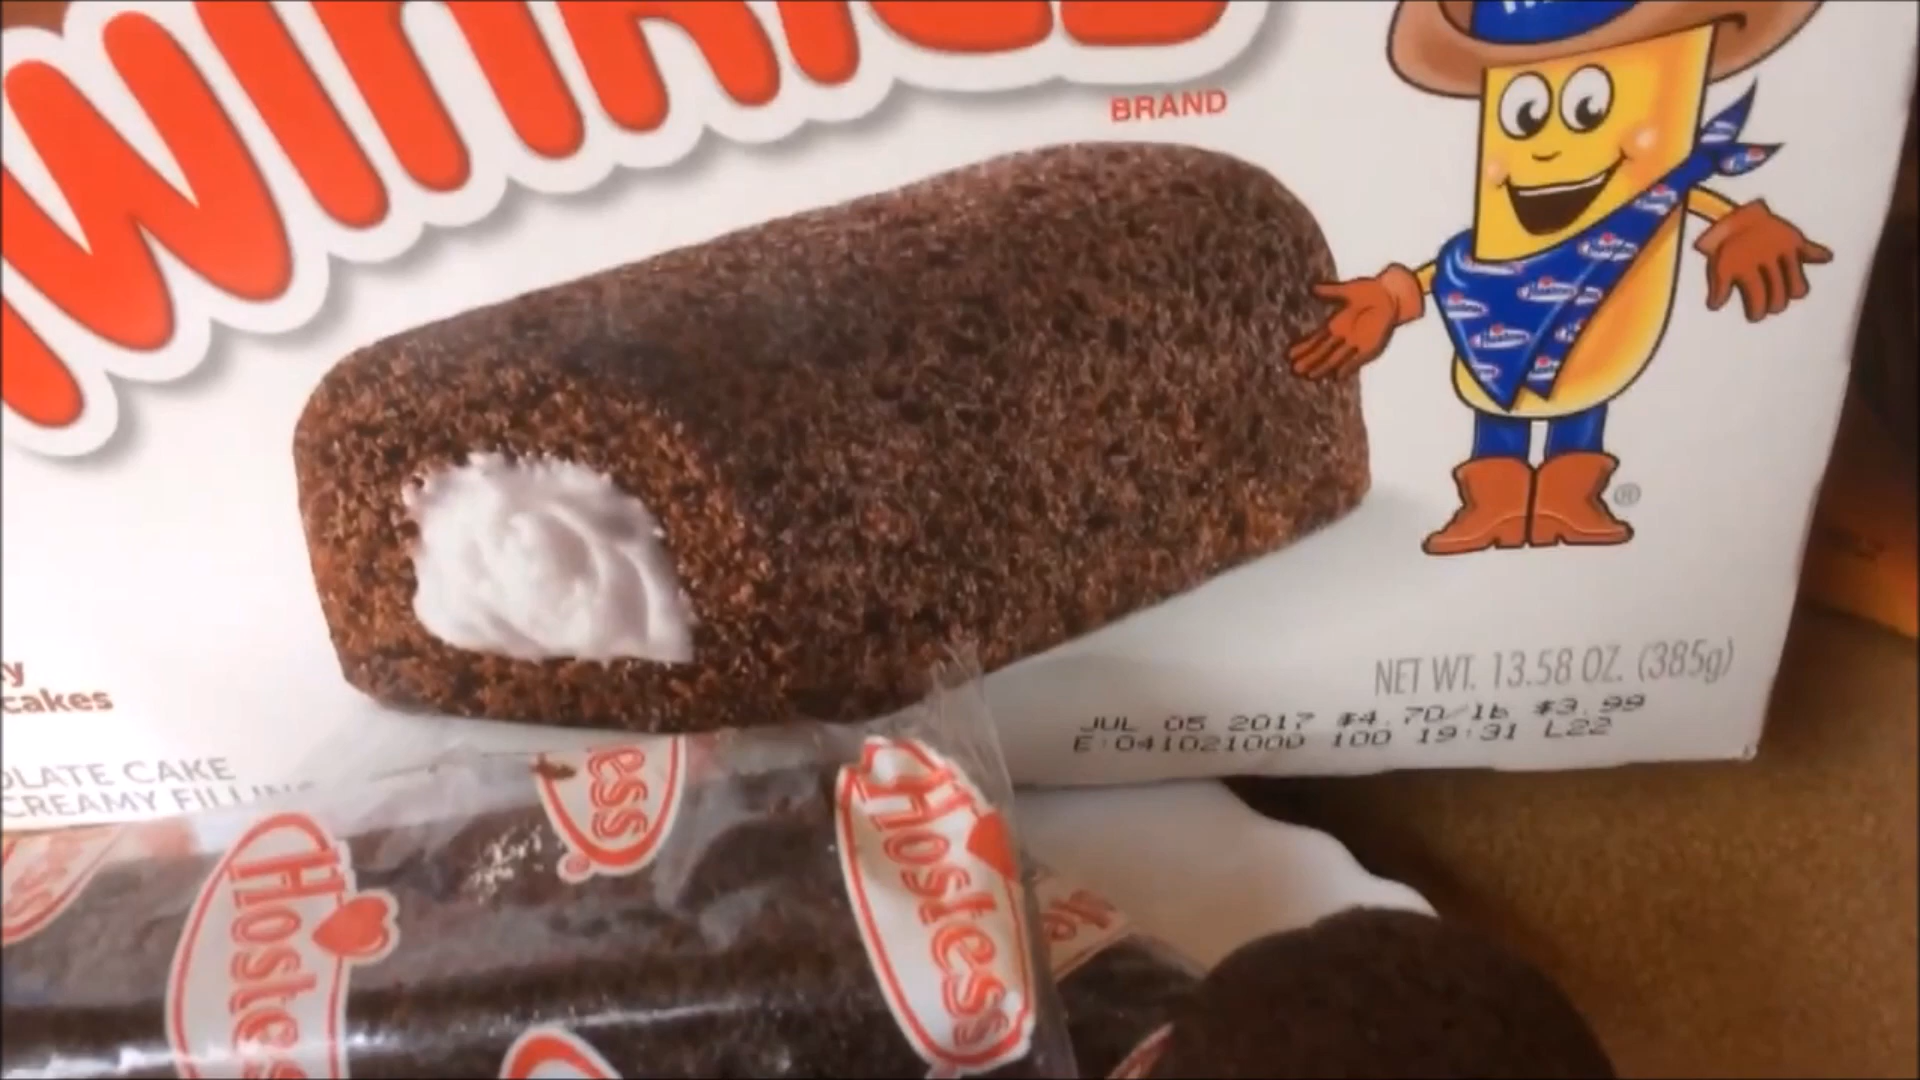 BRAND
NET WT. 13.58 OZ. (385g)
JUL 05 2017 $4.70/lb $3.99
E:041021000 100 19:31 L22
cakes
CAKE
CREAMY FILLING
Hostess
Hostess
®